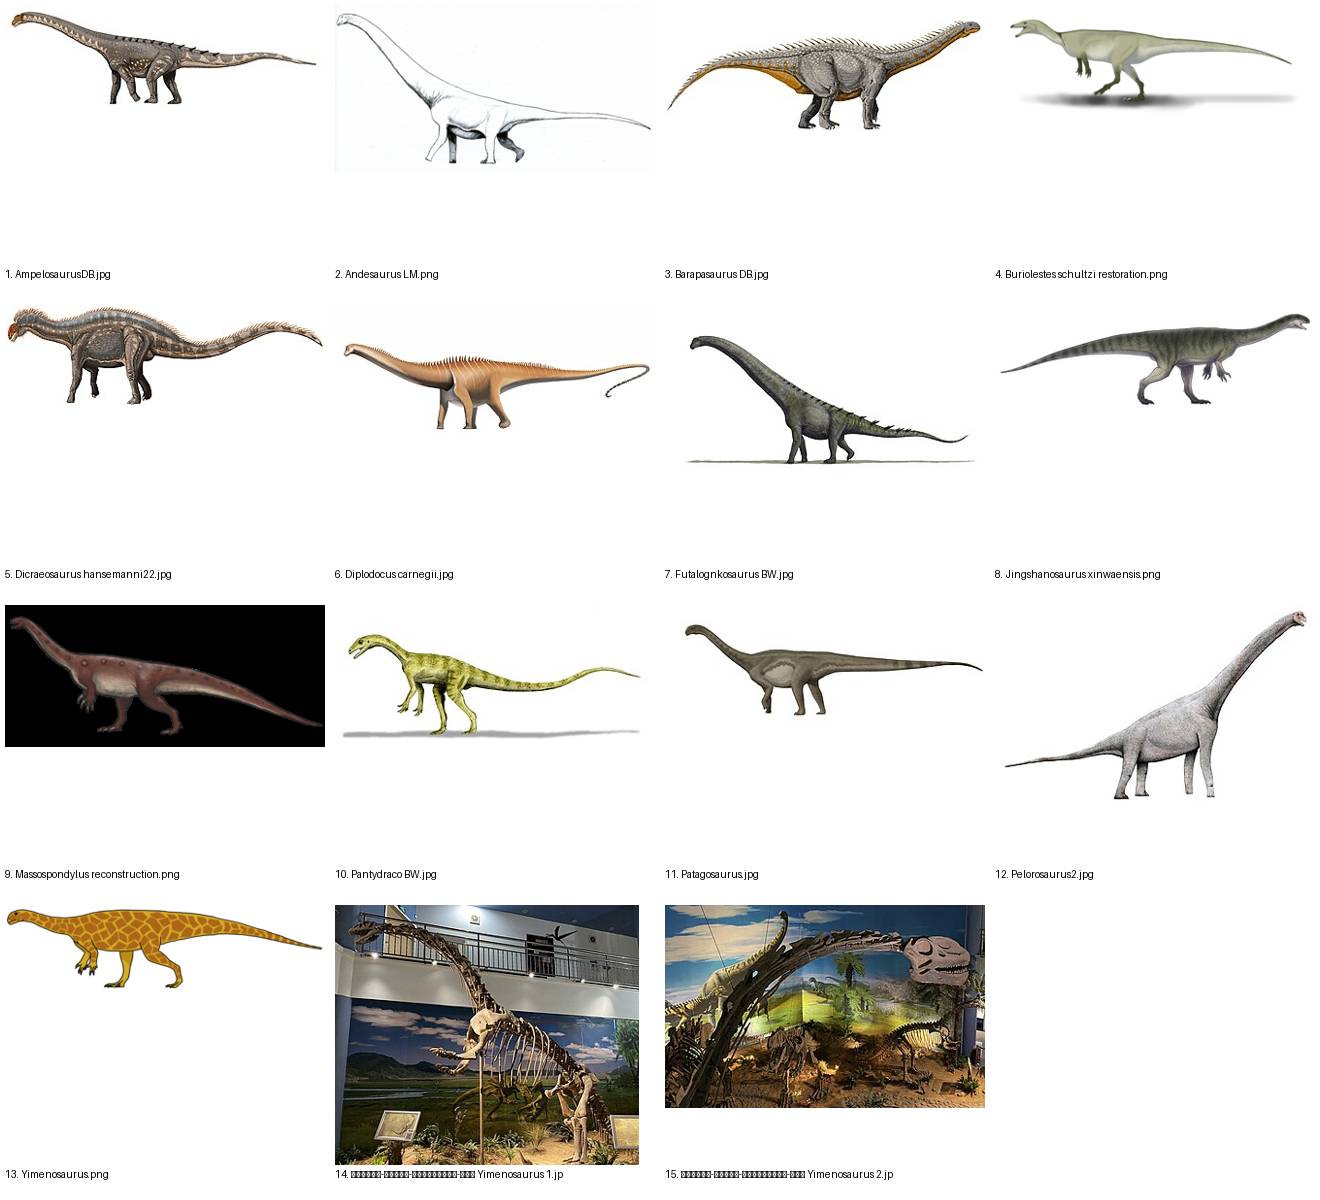 1. AmpelosaurusDB.jpg
2. Andesaurus LM.png
3. Barapasaurus DB.jpg
4. Buriolestes schultzi restoration.png
5. Dicraeosaurus hansemanni22.jpg
6. Diplodocus carnegii.jpg
7. Futalognkosaurus BW.jpg
8. Jingshanosaurus xinwaensis.png
9. Massospondylus reconstruction.png
10. Pantydraco BW.jpg
11. Patagosaurus.jpg
12. Pelorosaurus2.jpg
13. Yimenosaurus.png
14. Yimenosaurus 1.jp
15. Yimenosaurus 2.jp